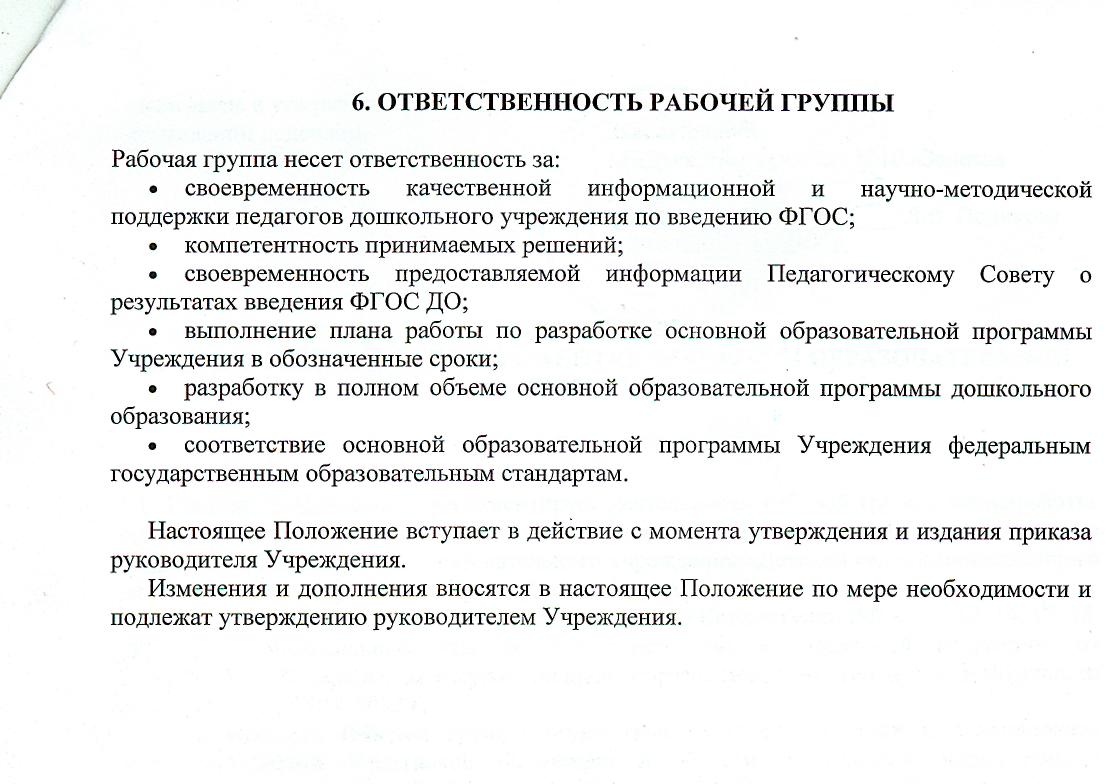 6. ОТВЕТСТВЕННОСТЬ РАБОЧЕЙ ГРУППЫ
Рабочая группа несет ответственность за:
• своевременность качественной информационной и научно-методической
поддержки педагогов дошкольного учреждения по введению ФГОС;
• компетентность принимаемых решений;
• своевременность предоставляемой информации Педагогическому Совету о
результатах введения ФГОС ДО;
• выполнение плана работы по разработке основной образовательной программы
Учреждения в обозначенные сроки;
• разработку в полном объеме основной образовательной программы дошкольного
образования;
• соответствие основной образовательной программы Учреждения федеральным
государственным образовательным стандартам.
Настоящее Положение вступает в действие с момента утверждения и издания приказа
руководителя Учреждения.
Изменения и дополнения вносятся в настоящее Положение по мере необходимости и
подлежат утверждению руководителем Учреждения.